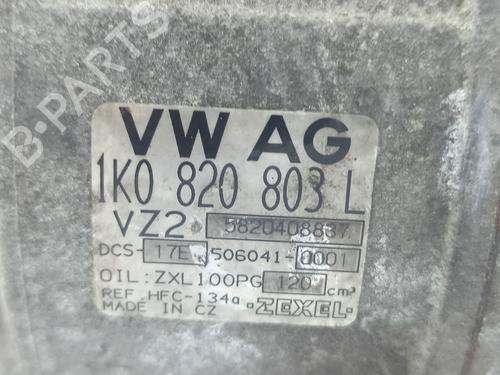 B-PARTS
VW AG
1K0 820 803 L
VZ2 5820408837
DCS-17E 506041-0001
OIL:ZXL100PG 120 cm³
REF.HFC-134a
MADE IN CZ ·ZEXEL·